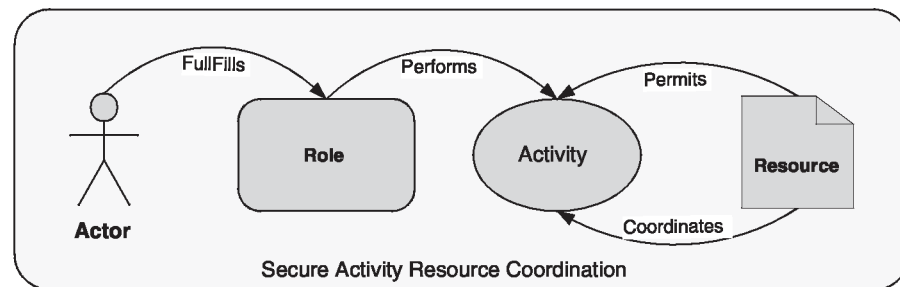 FullFills
Performs
Permits
Role
Activity
Resource
Actor
Coordinates
Secure Activity Resource Coordination